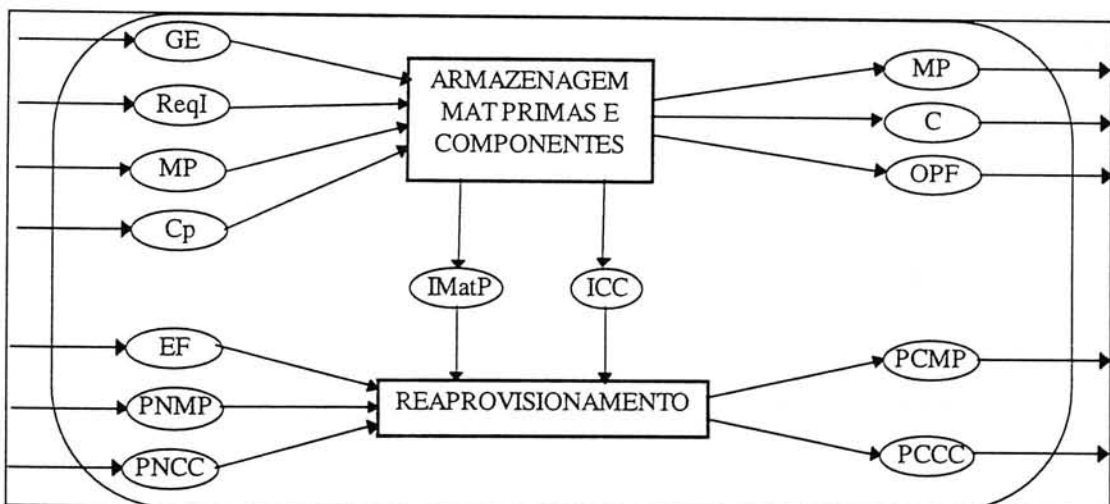 GE
ReqI
MP
Cp
ARMAZENAGEM
MAT PRIMAS E
COMPONENTES
MP
C
OPF
IMatP
ICC
EF
PNMP
PNCC
REAPROVISIONAMENTO
PCMP
PCCC